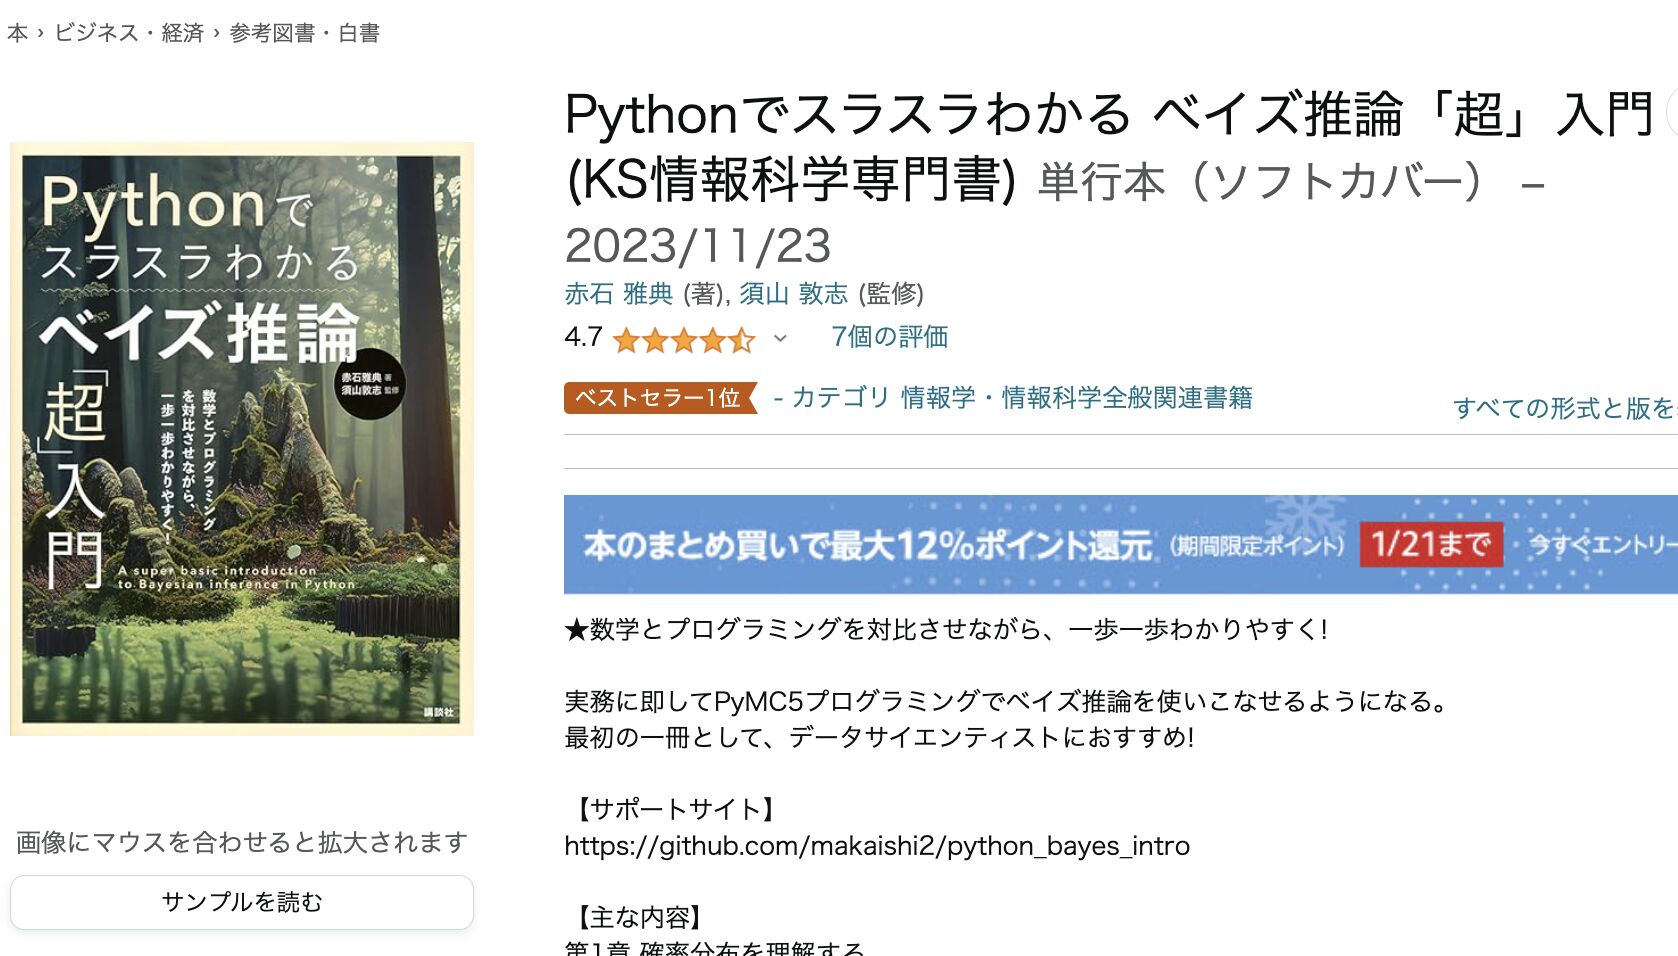 本 › ビジネス・経済 › 参考図書・白書
Pythonで
スラスラわかる
ベイズ推論
「超」入門
赤石雅典 著
須山敦志 監修
数学とプログラミング
を対比させながら、
一歩一歩わかりやすく!
A super basic introduction
to Bayesian inference in Python
講談社
画像にマウスを合わせると拡大されます
サンプルを読む
Pythonでスラスラわかる ベイズ推論「超」入門
(KS情報科学専門書) 単行本（ソフトカバー） –
2023/11/23
赤石 雅典 (著), 須山 敦志 (監修)
4.7 7個の評価
ベストセラー1位 - カテゴリ 情報学・情報科学全般関連書籍
すべての形式と版を
本のまとめ買いで最大12%ポイント還元 (期間限定ポイント) 1/21まで 今すぐエントリー
★数学とプログラミングを対比させながら、一歩一歩わかりやすく!
実務に即してPyMC5プログラミングでベイズ推論を使いこなせるようになる。
最初の一冊として、データサイエンティストにおすすめ!
【サポートサイト】
https://github.com/makaishi2/python_bayes_intro
【主な内容】
第1章 確率分布を理解する